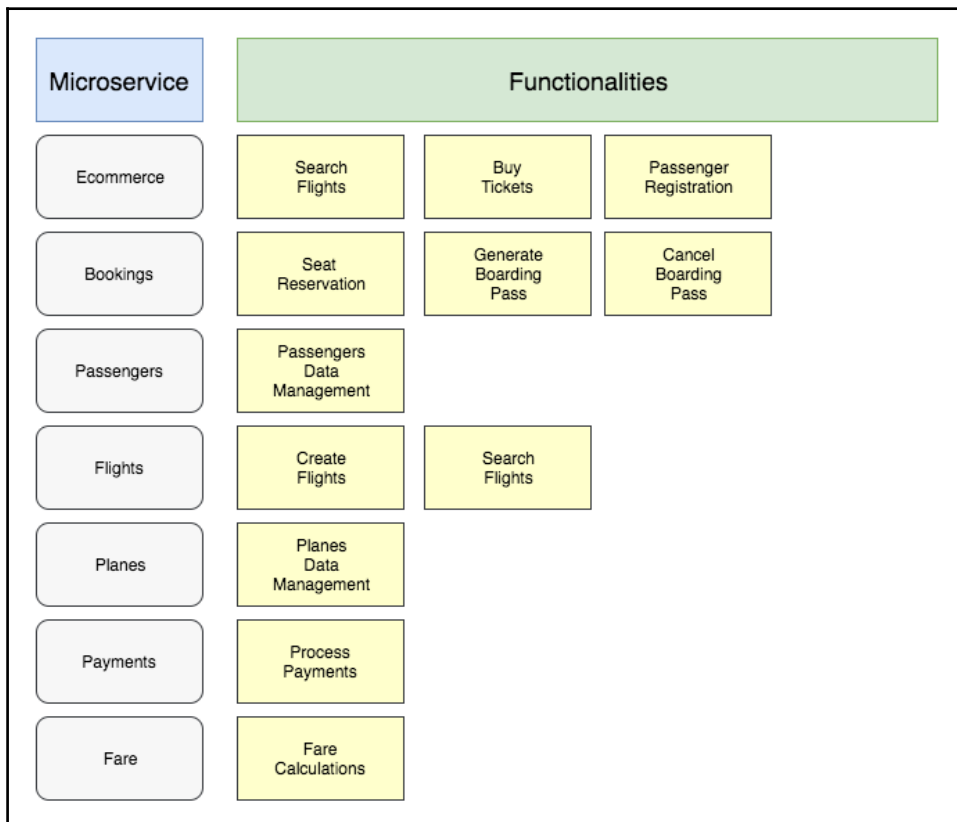 Microservice
Functionalities
Ecommerce
Search
Flights
Buy
Tickets
Passenger
Registration
Bookings
Seat
Reservation
Generate
Boarding
Pass
Cancel
Boarding
Pass
Passengers
Passengers
Data
Management
Flights
Create
Flights
Search
Flights
Planes
Planes
Data
Management
Payments
Process
Payments
Fare
Fare
Calculations